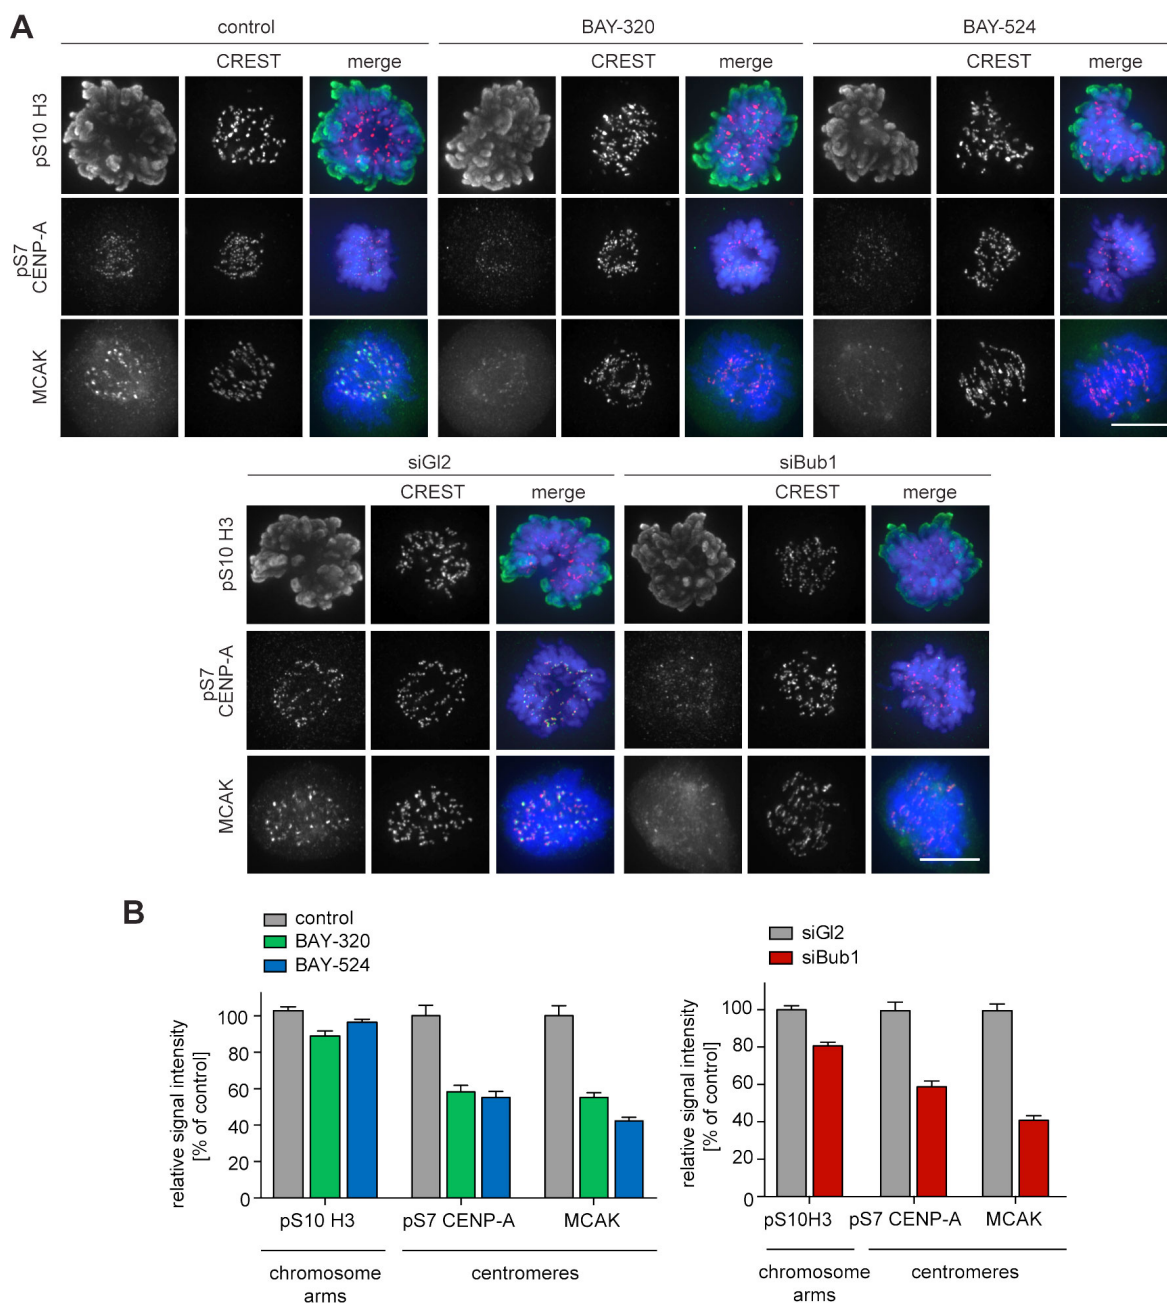 A
control
BAY-320
BAY-524
CREST
merge
CREST
merge
CREST
merge
pS10 H3
pS7
CENP-A
MCAK
siGl2
siBub1
CREST
merge
CREST
merge
pS10 H3
pS7
CENP-A
MCAK
B
control
BAY-320
BAY-524
relative signal intensity
[% of control]
100
80
60
40
20
0
pS10 H3
pS7 CENP-A
MCAK
chromosome
arms
centromeres
siGl2
siBub1
relative signal intensity
[% of control]
100
80
60
40
20
0
pS10H3
pS7 CENP-A
MCAK
chromosome
arms
centromeres